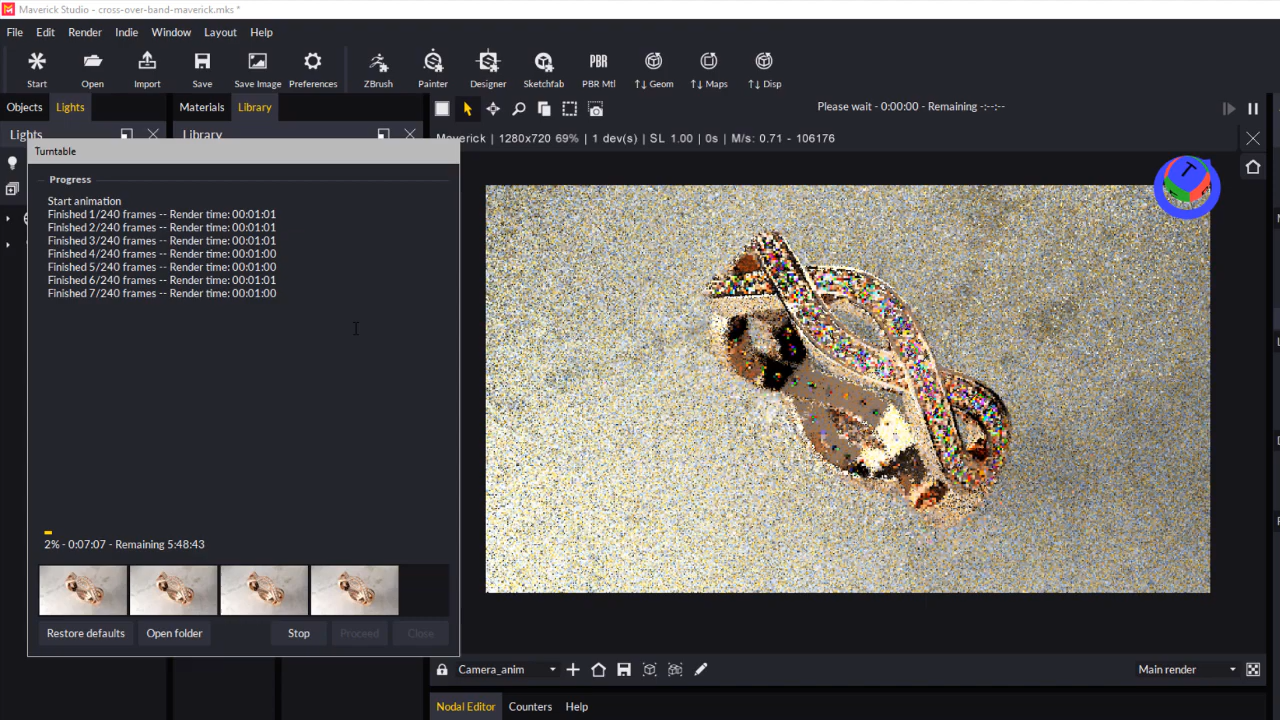 Maverick Studio - cross-over-band-maverick.mks *
File Edit Render Indie Window Layout Help
Start Open Import Save Save Image Preferences ZBrush Painter Designer Sketchfab PBR PBR Mtl ↑↓ Geom ↑↓ Maps ↑↓ Disp
Objects Lights Materials Library
Please wait - 0:00:00 - Remaining -:--:--
Lights Library
Maverick | 1280x720 69% | 1 dev(s) | SL 1.00 | 0s | M/s: 0.71 - 106176
Turntable
Progress
Start animation
Finished 1/240 frames -- Render time: 00:01:01
Finished 2/240 frames -- Render time: 00:01:01
Finished 3/240 frames -- Render time: 00:01:01
Finished 4/240 frames -- Render time: 00:01:00
Finished 5/240 frames -- Render time: 00:01:00
Finished 6/240 frames -- Render time: 00:01:01
Finished 7/240 frames -- Render time: 00:01:00
T
2% - 0:07:07 - Remaining 5:48:43
Restore defaults Open folder Stop Proceed Close
Camera_anim Main render
Nodal Editor Counters Help